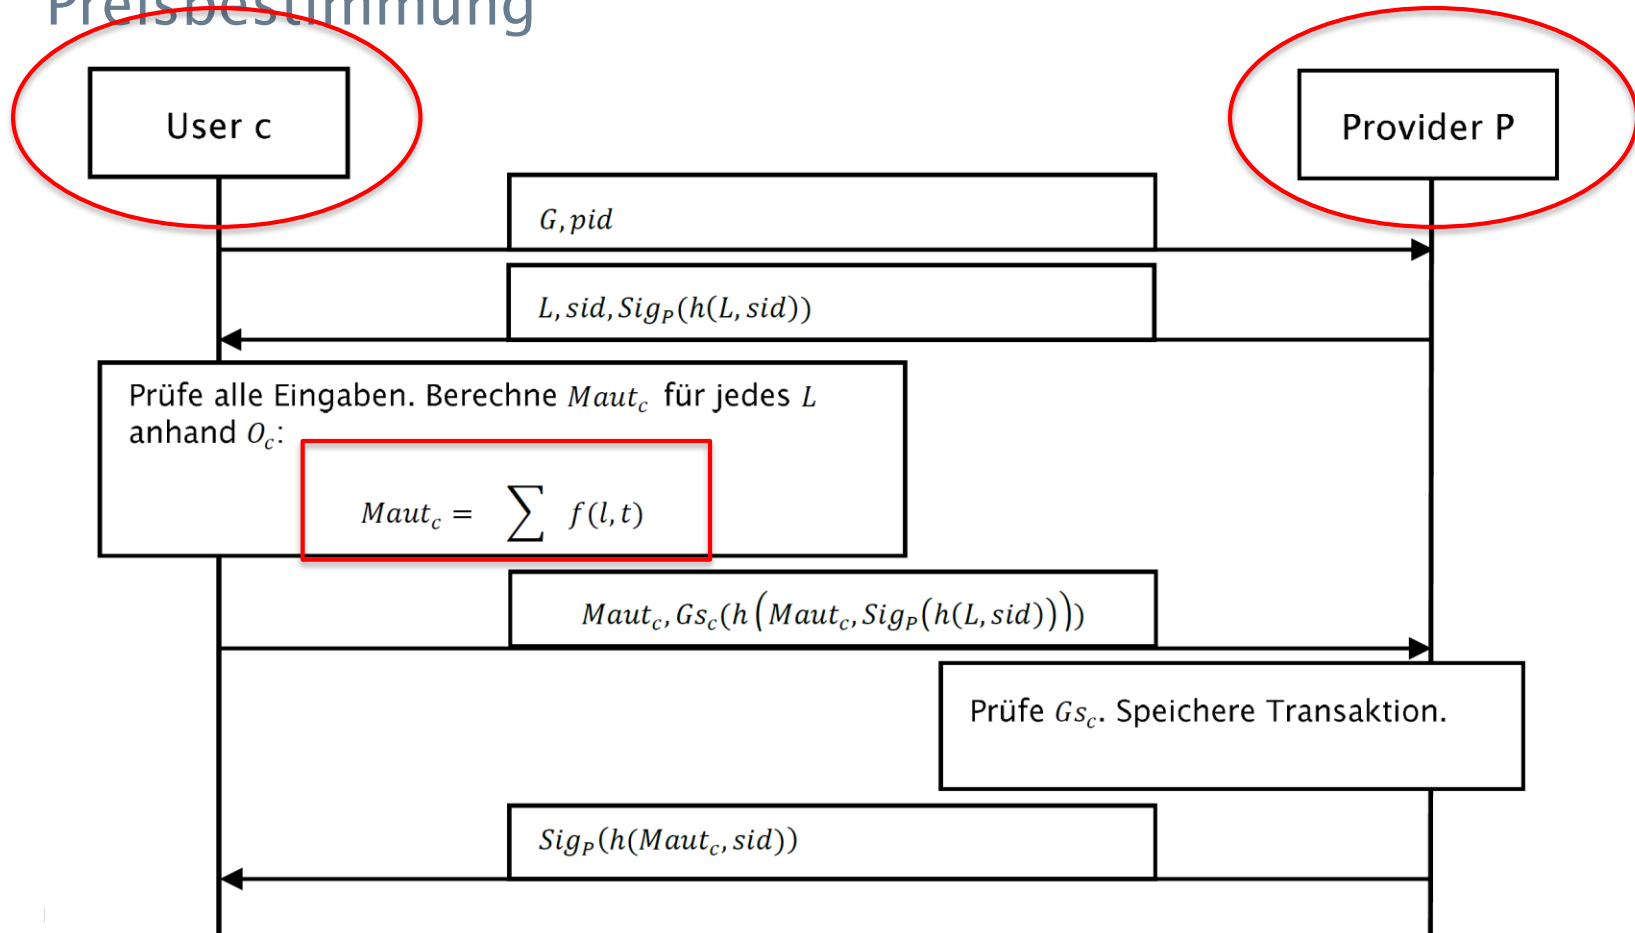 Preisbestimmung
User c
Provider P
G, pid
L, sid, Sig_P(h(L, sid))
Prüfe alle Eingaben. Berechne Maut_c für jedes L
anhand O_c:
Maut_c = ∑ f(l, t)
Maut_c, Gs_c(h(Maut_c, Sig_P(h(L, sid))))
Prüfe Gs_c. Speichere Transaktion.
Sig_P(h(Maut_c, sid))